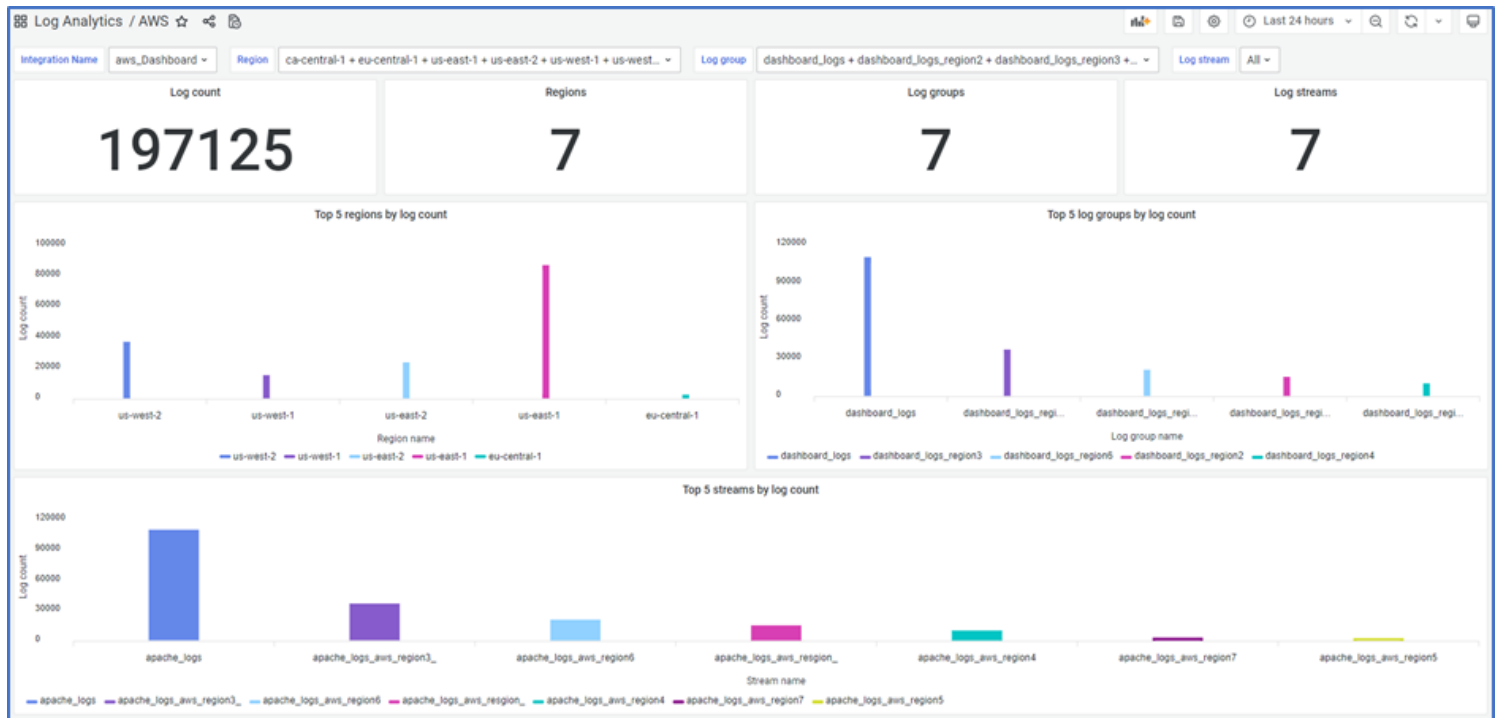 Log Analytics / AWS
Last 24 hours
Integration Name aws_Dashboard Region ca-central-1 + eu-central-1 + us-east-1 + us-east-2 + us-west-1 + us-west... Log group dashboard_logs + dashboard_logs_region2 + dashboard_logs_region3 +... Log stream All
Log count Regions Log groups Log streams
197125 7 7 7
Top 5 regions by log count
100000
80000
60000
40000
20000
0
Log count
us-west-2 us-west-1 us-east-2 us-east-1 eu-central-1
Region name
us-west-2 us-west-1 us-east-2 us-east-1 eu-central-1
Top 5 log groups by log count
120000
90000
60000
30000
0
Log count
dashboard_logs dashboard_logs_regi... dashboard_logs_regi... dashboard_logs_regi... dashboard_logs_regi...
Log group name
dashboard_logs dashboard_logs_region3 dashboard_logs_region6 dashboard_logs_region2 dashboard_logs_region4
Top 5 streams by log count
120000
90000
60000
30000
0
Log count
apache_logs apache_logs_aws_region3_ apache_logs_aws_region6 apache_logs_aws_resgion_ apache_logs_aws_region4 apache_logs_aws_region7 apache_logs_aws_region5
Stream name
apache_logs apache_logs_aws_region3_ apache_logs_aws_region6 apache_logs_aws_resgion_ apache_logs_aws_region4 apache_logs_aws_region7 apache_logs_aws_region5